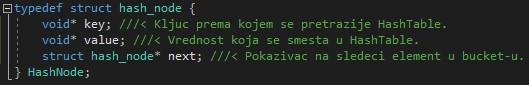 typedef struct hash_node {
void* key; ///< Kljuc prema kojem se pretrazije HashTable.
void* value; ///< Vrednost koja se smesta u HashTable.
struct hash_node* next; ///< Pokazivac na sledeci element u bucket-u.
} HashNode;